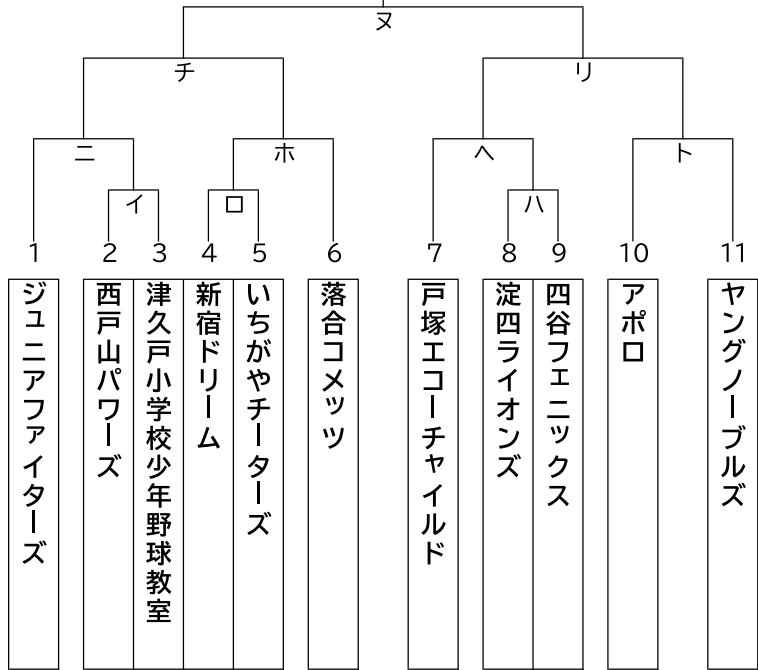 ヌ
チ
リ
ニ
ホ
ヘ
ト
イ
ロ
ハ
1
2
3
4
5
6
7
8
9
10
11
ジュニアファイターズ
西戸山パワーズ
津久戸小学校少年野球教室
新宿ドリーム
いちがやチーターズ
落合コメッツ
戸塚エコーチャイルド
淀四ライオンズ
四谷フェニックス
アポロ
ヤングノーブルズ